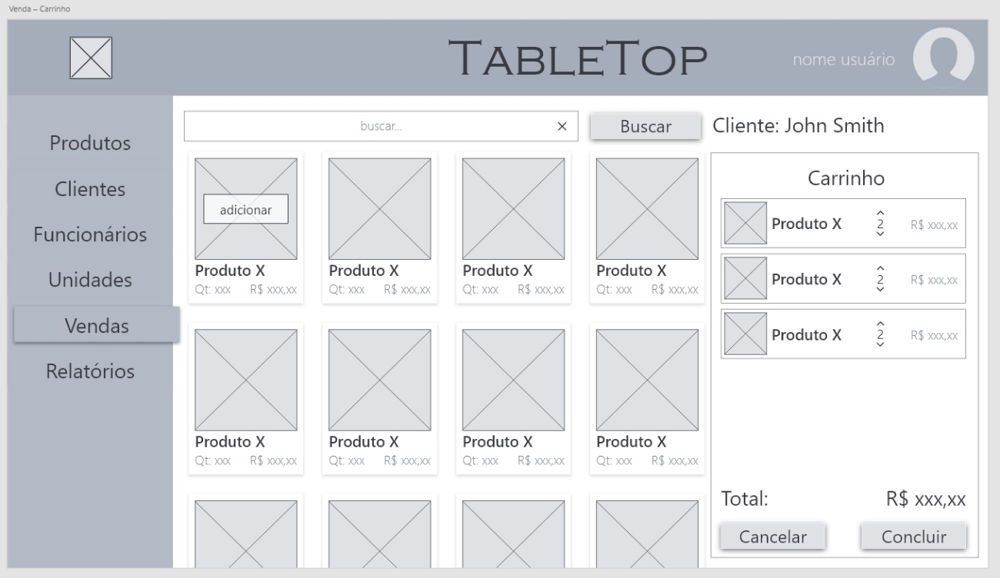 Venda – Carrinho
TABLETOP
nome usuário
Produtos
Clientes
Funcionários
Unidades
Vendas
Relatórios
buscar...
Buscar
Cliente: John Smith
adicionar
Produto X
Qt: xxx R$ xxx,xx
Produto X
Qt: xxx R$ xxx,xx
Produto X
Qt: xxx R$ xxx,xx
Produto X
Qt: xxx R$ xxx,xx
Produto X
Qt: xxx R$ xxx,xx
Produto X
Qt: xxx R$ xxx,xx
Produto X
Qt: xxx R$ xxx,xx
Produto X
Qt: xxx R$ xxx,xx
Carrinho
Produto X 2 R$ xxx,xx
Produto X 2 R$ xxx,xx
Produto X 2 R$ xxx,xx
Total: R$ xxx,xx
Cancelar
Concluir